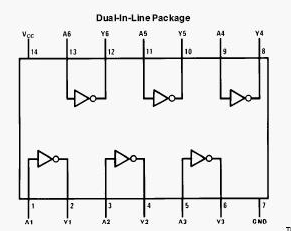 Dual-In-Line Package
VCC A6 Y6 A5 Y5 A4 Y4
14 13 12 11 10 9 8
1 2 3 4 5 6 7
A1 Y1 A2 Y2 A3 Y3 GND